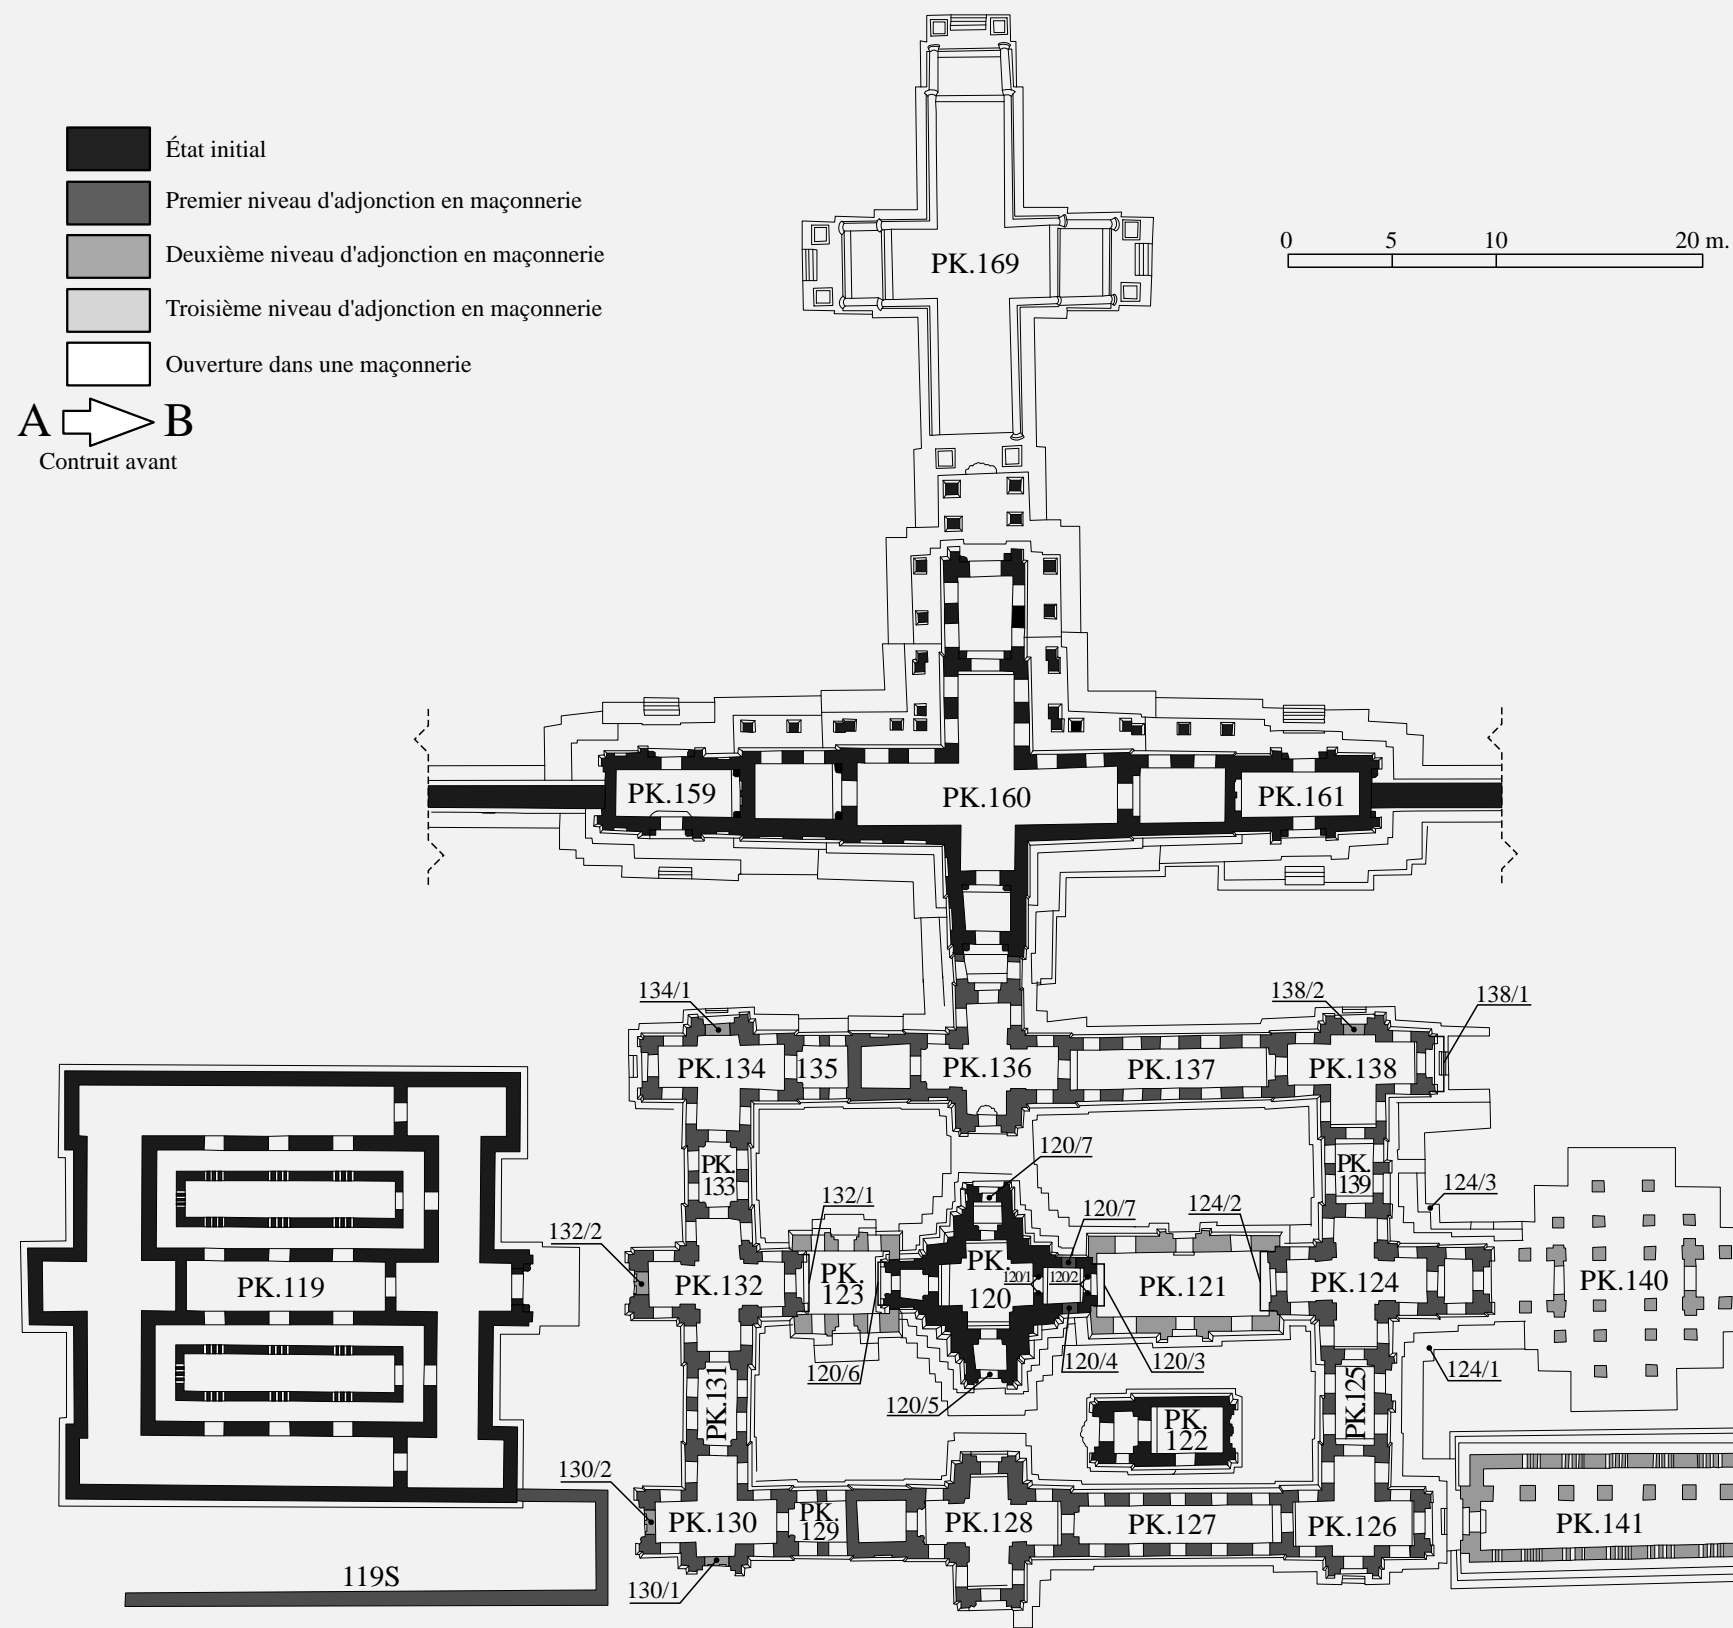 État initial
Premier niveau d'adjonction en maçonnerie
Deuxième niveau d'adjonction en maçonnerie
Troisième niveau d'adjonction en maçonnerie
Ouverture dans une maçonnerie
A B
Contruit avant
0 5 10 20 m.
PK.169
PK.159
PK.160
PK.161
134/1
138/2
138/1
PK.134
135
PK.136
PK.137
PK.138
120/7
PK.
133
PK.
139
132/1
120/7
124/2
124/3
132/2
PK.119
PK.132
PK.
123
PK.
120
120/1
120/2
PK.121
PK.124
PK.140
120/6
120/4
120/3
124/1
120/5
PK.131
PK.125
PK.
122
130/2
PK.130
PK.
129
PK.128
PK.127
PK.126
PK.141
119S
130/1